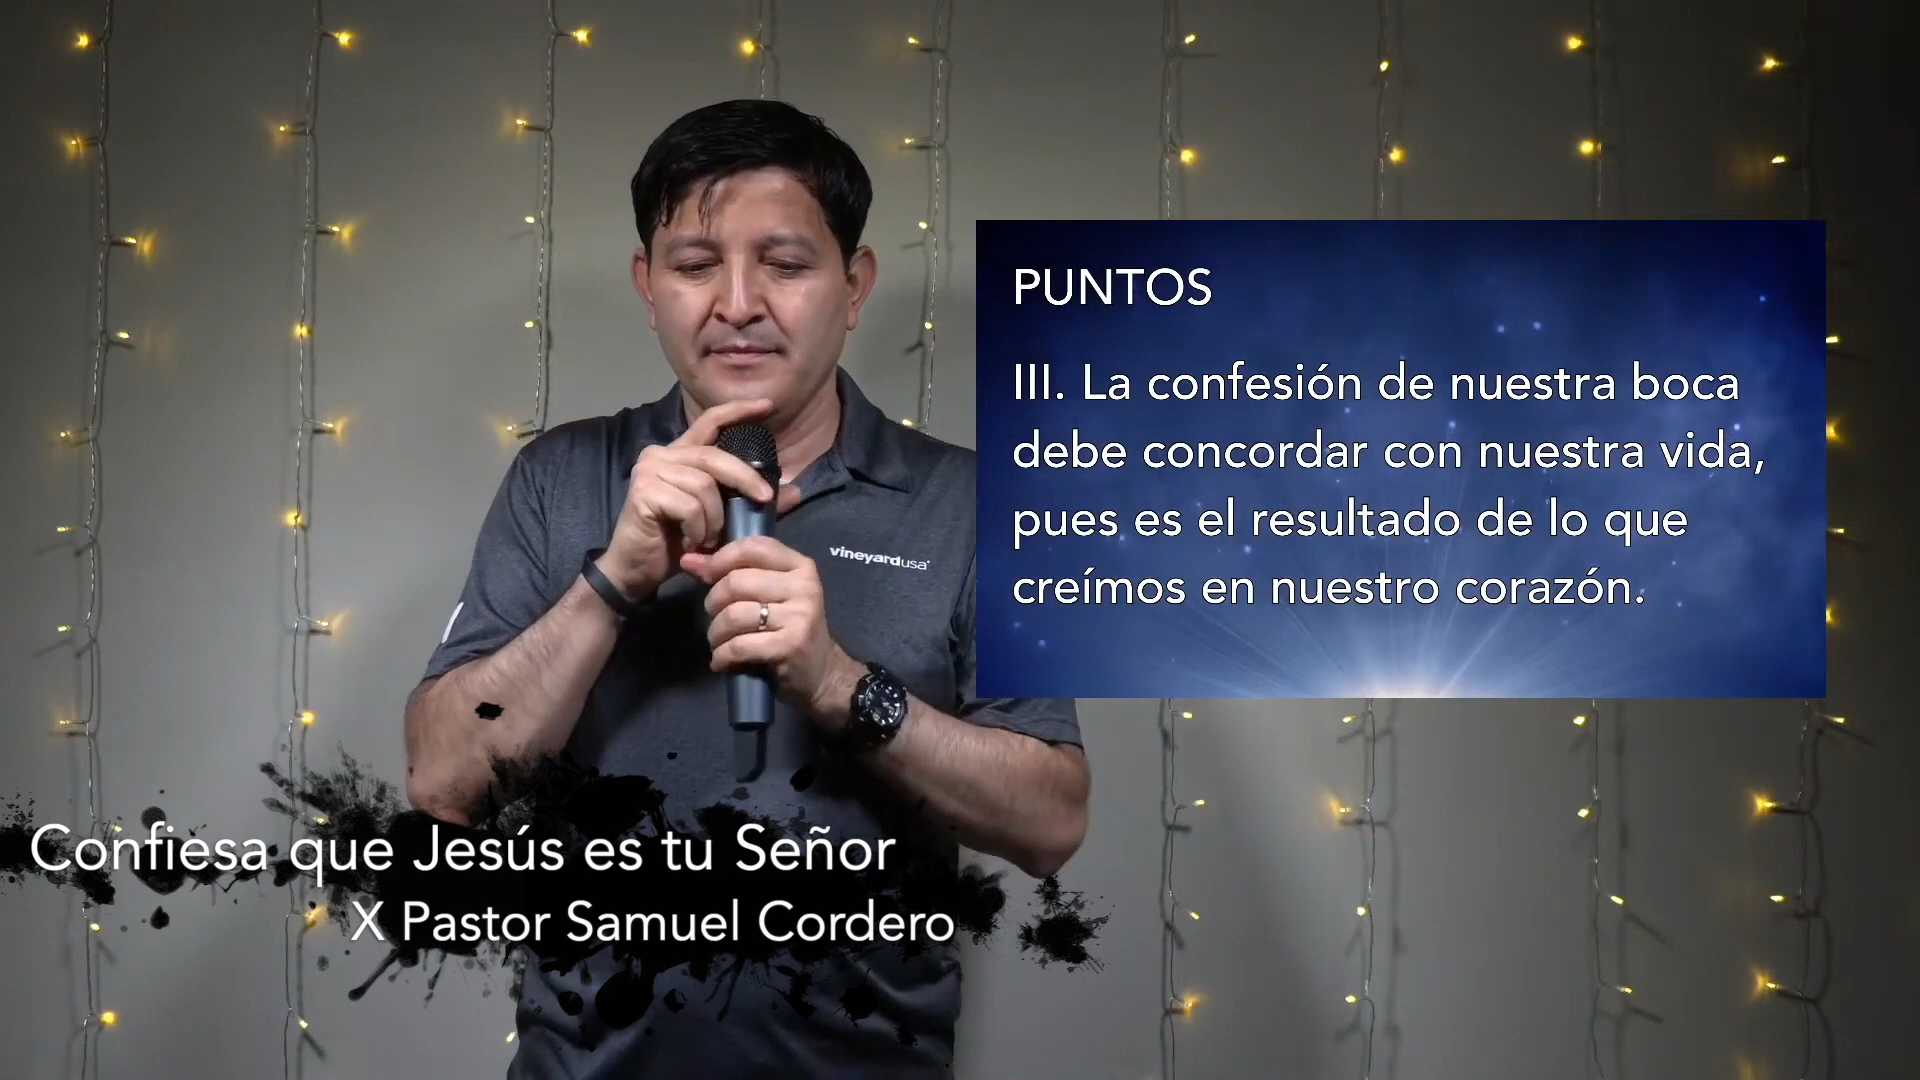 PUNTOS
III. La confesión de nuestra boca
debe concordar con nuestra vida,
pues es el resultado de lo que
creímos en nuestro corazón.
vineyardusa
Confiesa que Jesús es tu Señor
X Pastor Samuel Cordero